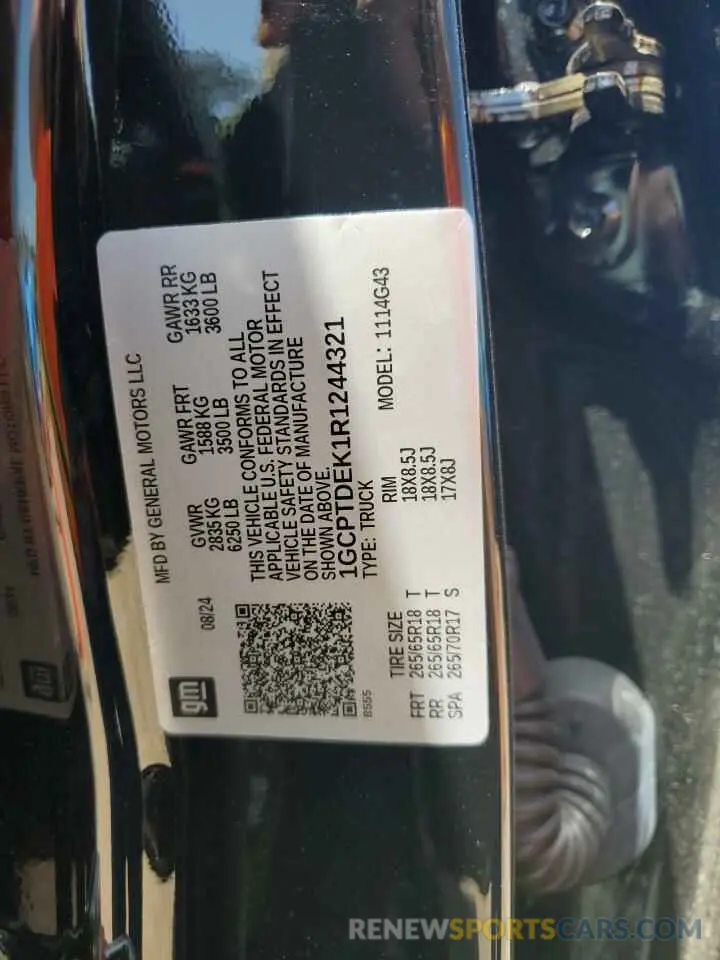 MFD BY GENERAL MOTORS LLC
gm
08/24
GVWR GAWR FRT GAWR RR
2835 KG 1588 KG 1633 KG
6250 LB 3500 LB 3600 LB
THIS VEHICLE CONFORMS TO ALL
APPLICABLE U.S. FEDERAL MOTOR
VEHICLE SAFETY STANDARDS IN EFFECT
ON THE DATE OF MANUFACTURE
SHOWN ABOVE.
1GCPTDEK1R1244321
TYPE: TRUCK MODEL: 1114G43
8555
TIRE SIZE RIM
FRT 265/65R18 T 18X8.5J
RR 265/65R18 T 18X8.5J
SPA 265/70R17 S 17X8J
RENEWSPORTSCARS.COM